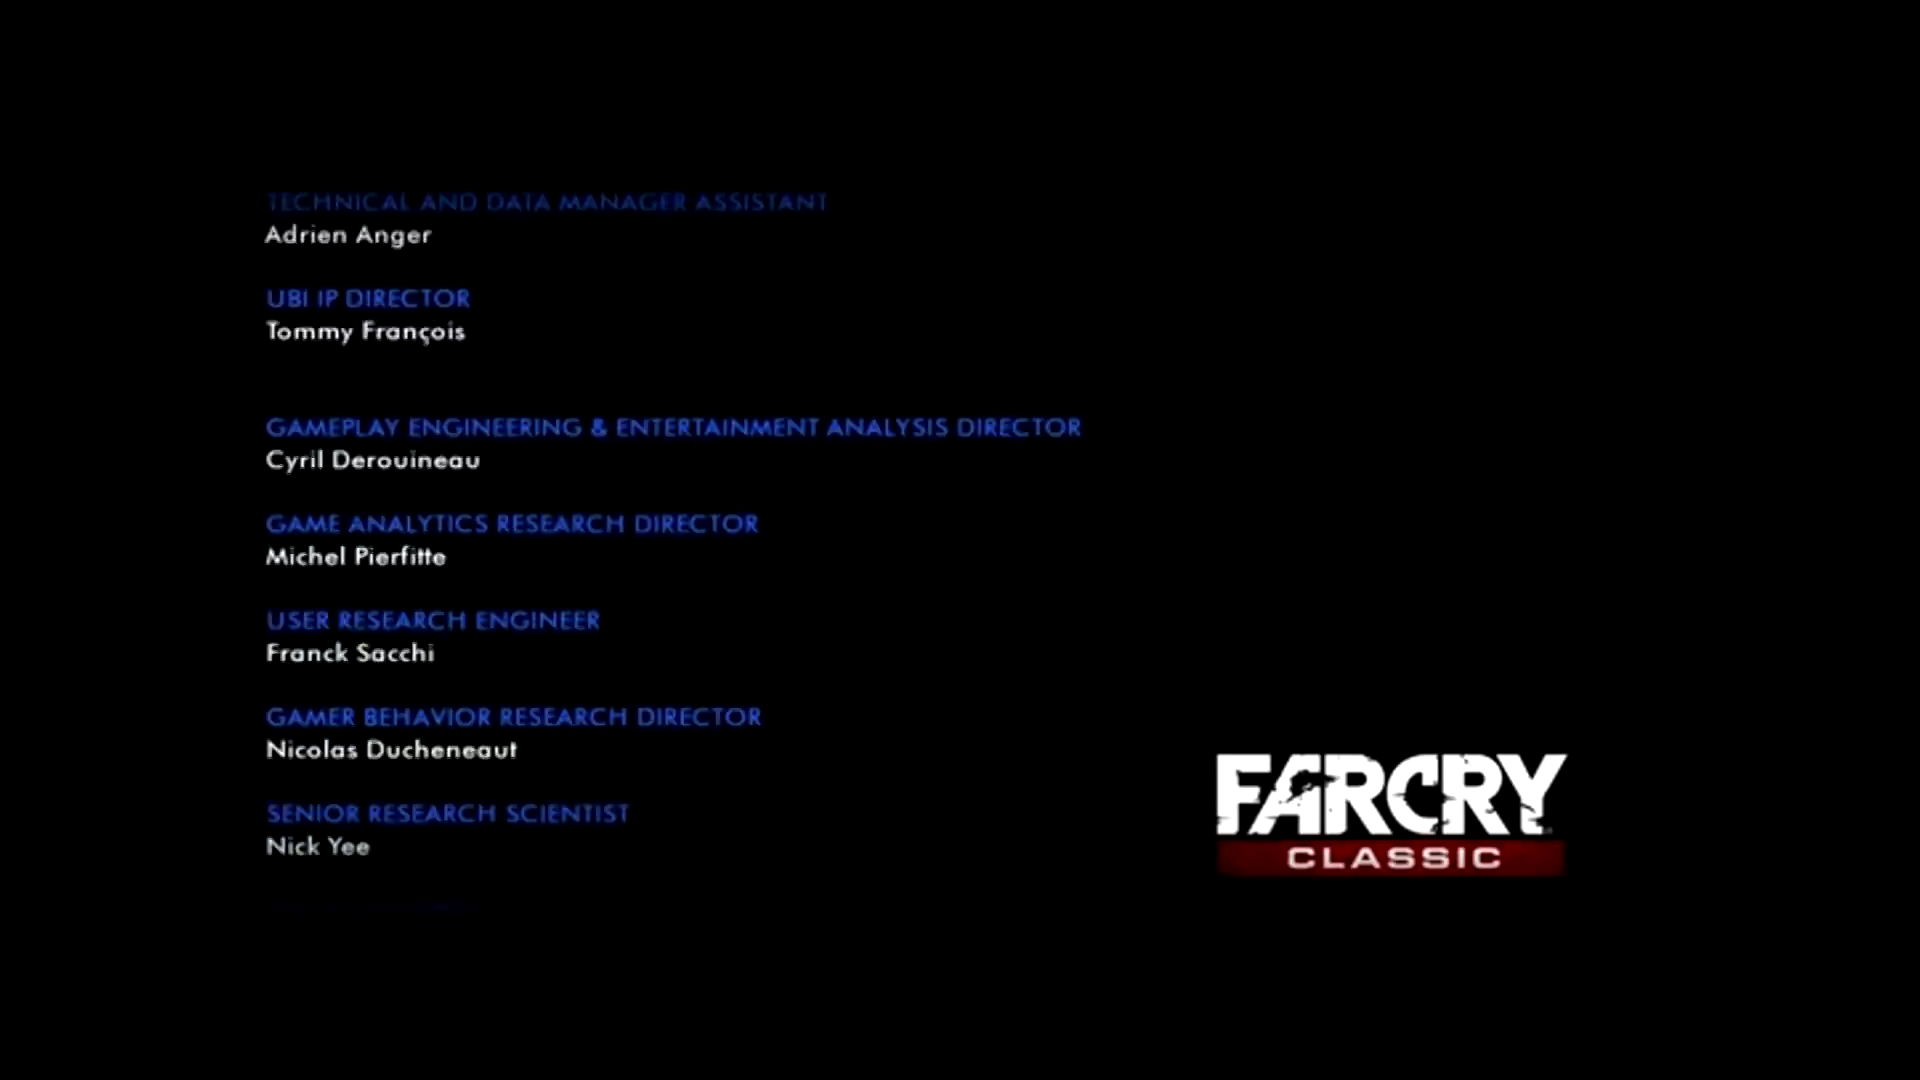 TECHNICAL AND DATA MANAGER ASSISTANT
Adrien Anger
UBI IP DIRECTOR
Tommy François
GAMEPLAY ENGINEERING & ENTERTAINMENT ANALYSIS DIRECTOR
Cyril Derouineau
GAME ANALYTICS RESEARCH DIRECTOR
Michel Pierfitte
USER RESEARCH ENGINEER
Franck Sacchi
GAMER BEHAVIOR RESEARCH DIRECTOR
Nicolas Ducheneaut
SENIOR RESEARCH SCIENTIST
Nick Yee
FARCRY
CLASSIC